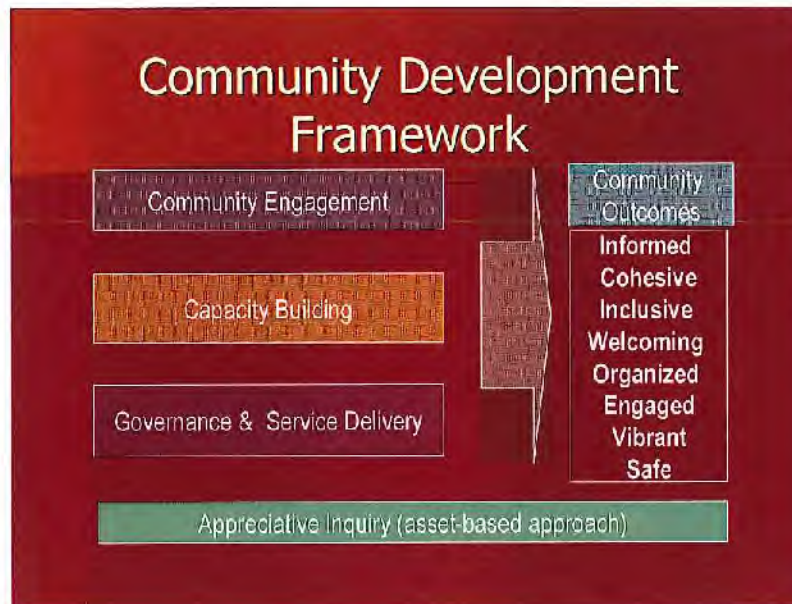 Community Development
Framework
Community Engagement
Capacity Building
Governance & Service Delivery
Community
Outcomes
Informed
Cohesive
Inclusive
Welcoming
Organized
Engaged
Vibrant
Safe
Appreciative Inquiry (asset-based approach)